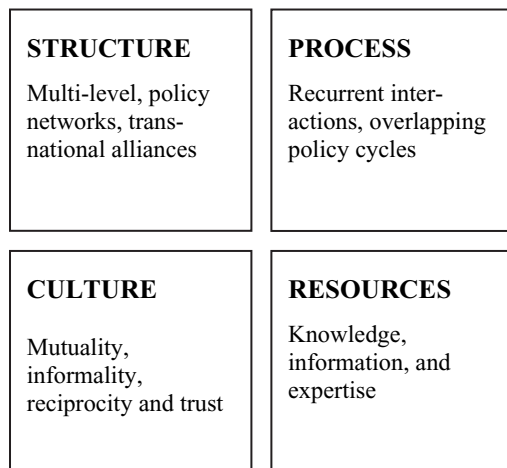 STRUCTURE
Multi-level, policy
networks, trans-
national alliances
PROCESS
Recurrent inter-
actions, overlapping
policy cycles
CULTURE
Mutuality,
informality,
reciprocity and trust
RESOURCES
Knowledge,
information, and
expertise